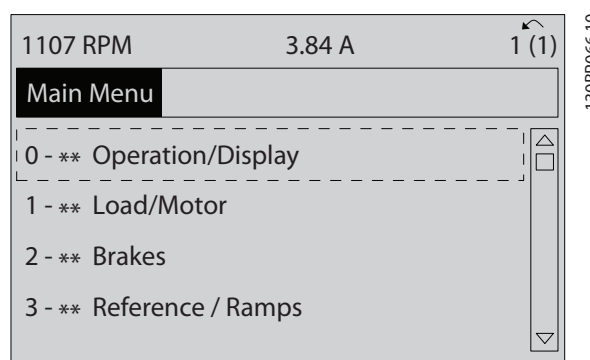 1107 RPM 3.84 A 1 (1)
Main Menu
0 - ** Operation/Display
1 - ** Load/Motor
2 - ** Brakes
3 - ** Reference / Ramps